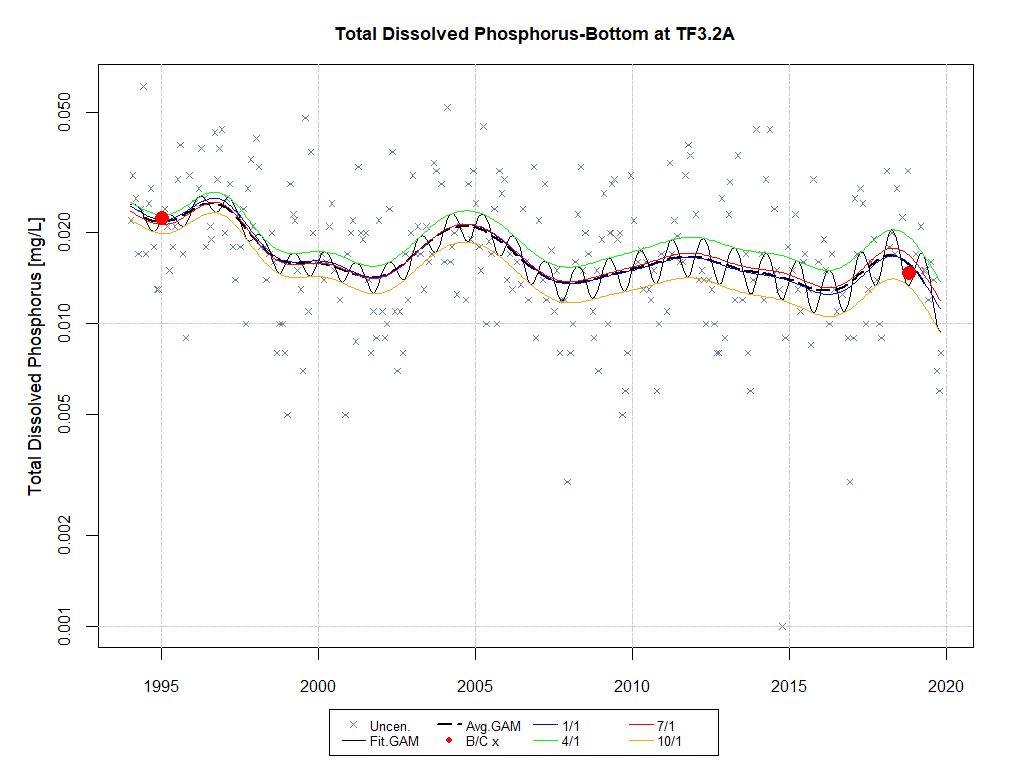 Total Dissolved Phosphorus-Bottom at TF3.2A
Total Dissolved Phosphorus [mg/L]
0.050
0.020
0.010
0.005
0.002
0.001
1995 2000 2005 2010 2015 2020
Uncen. Avg.GAM 1/1 7/1
Fit.GAM B/C x 4/1 10/1